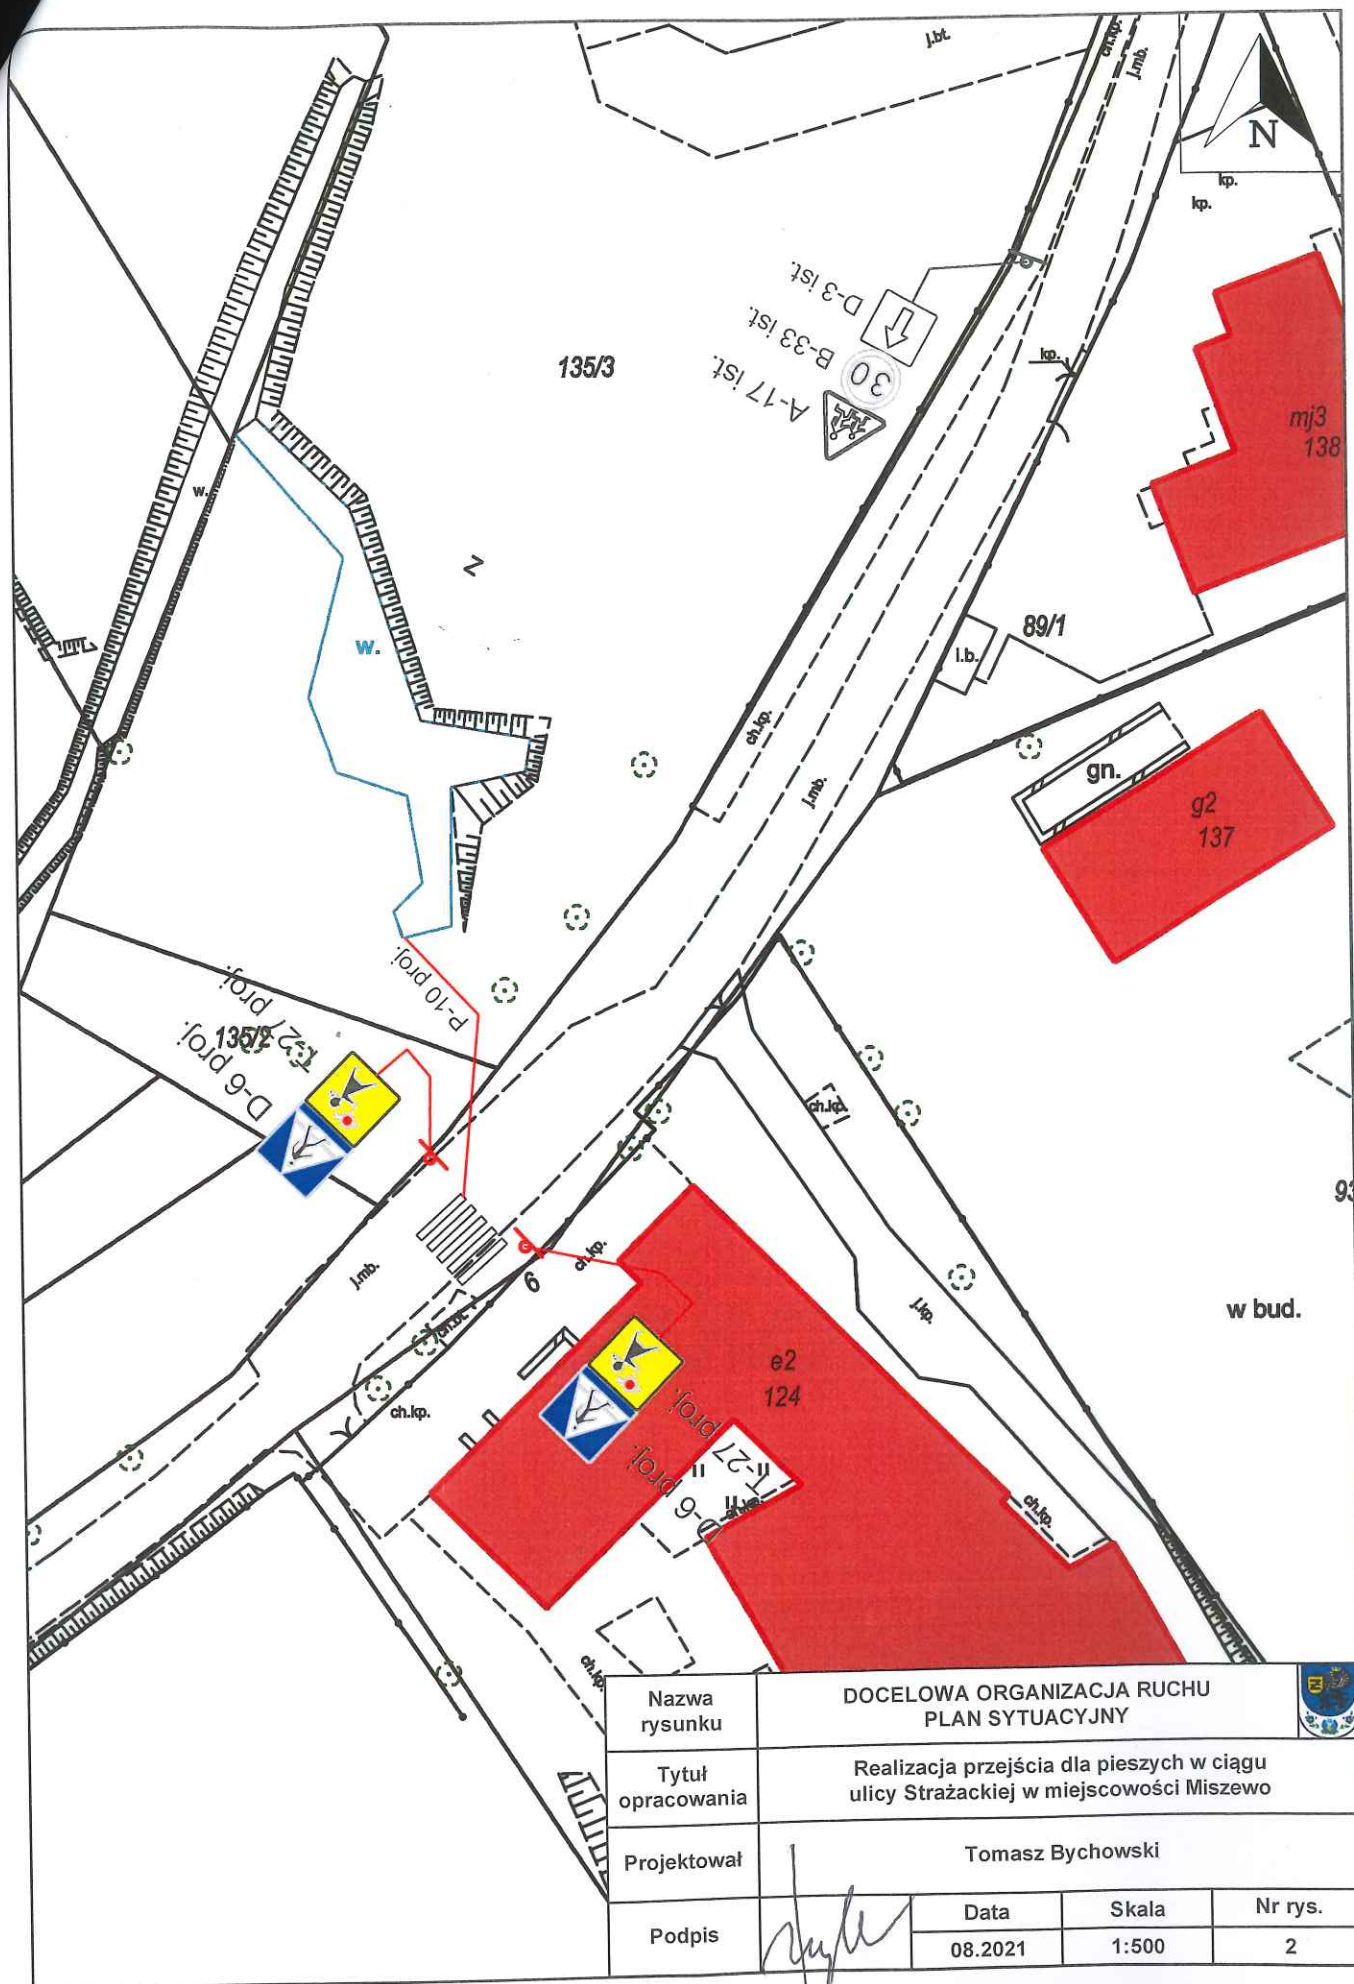 j.bt.
ch.kp.
j.mb.
N
kp.
kp.
D-3 ist.
B-33 ist.
A-17 ist.
30
135/3
kp.
mj3
138
w.
z
w.
89/1
i.b.
ch.kp.
j.mb.
gn.
g2
137
P-10 proj.
T-27 proj.
135/2
D-6 proj.
ch.kp.
93
j.mb.
ch.kp.
6
ch.bt.
j.kp.
w bud.
e2
124
ch.kp.
T-27 proj.
D-6 proj.
II
II
ch.kp.
ch.kp.
Nazwa
rysunku
DOCELOWA ORGANIZACJA RUCHU
PLAN SYTUACYJNY
Tytuł
opracowania
Realizacja przejścia dla pieszych w ciągu
ulicy Strażackiej w miejscowości Miszewo
Projektował
Tomasz Bychowski
Podpis
Data
Skala
Nr rys.
08.2021
1:500
2